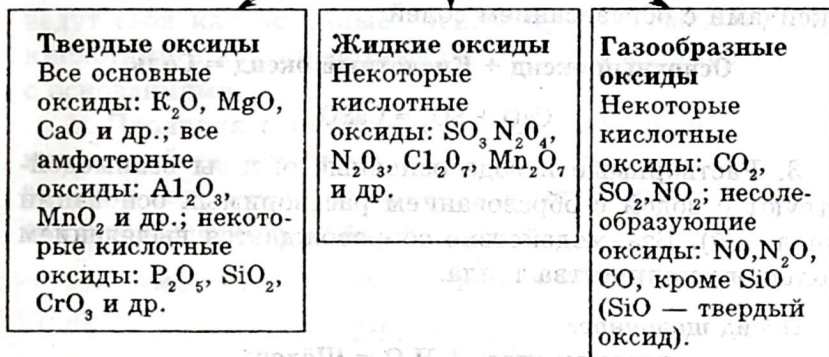 Твердые оксиды
Все основные
оксиды: K₂O, MgO,
CaO и др.; все
амфотерные
оксиды: Al₂O₃,
MnO₂ и др.; некото-
рые кислотные
оксиды: P₂O₅, SiO₂,
CrO₃ и др.
Жидкие оксиды
Некоторые
кислотные
оксиды: SO₃ N₂O₄,
N₂O₃, Cl₂O₇, Mn₂O₇
и др.
Газообразные
оксиды
Некоторые
кислотные
оксиды: CO₂,
SO₂, NO₂; несоле-
образующие
оксиды: NO, N₂O,
CO, кроме SiO
(SiO — твердый
оксид).